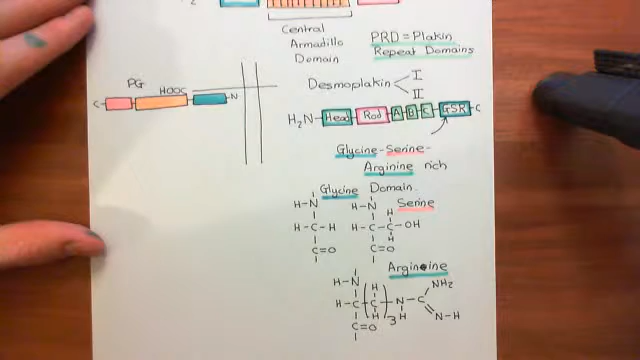 H₂
Central
Armadillo
Domain
PRD = Plakin
Repeat Domains
PG
HOOC
C
N
Desmoplakin < I
II
H₂N- Head Rod A B C GSR -C
Glycine-Serine-
Arginine rich
Domain
Glycine
Serine
H-N
H-C-H
C=O
H-N
H
H-C-C-OH
H
C=O
Arginine
H-N
H NH₂
H-C-(C)-N-C
H 3 H N-H
C=O